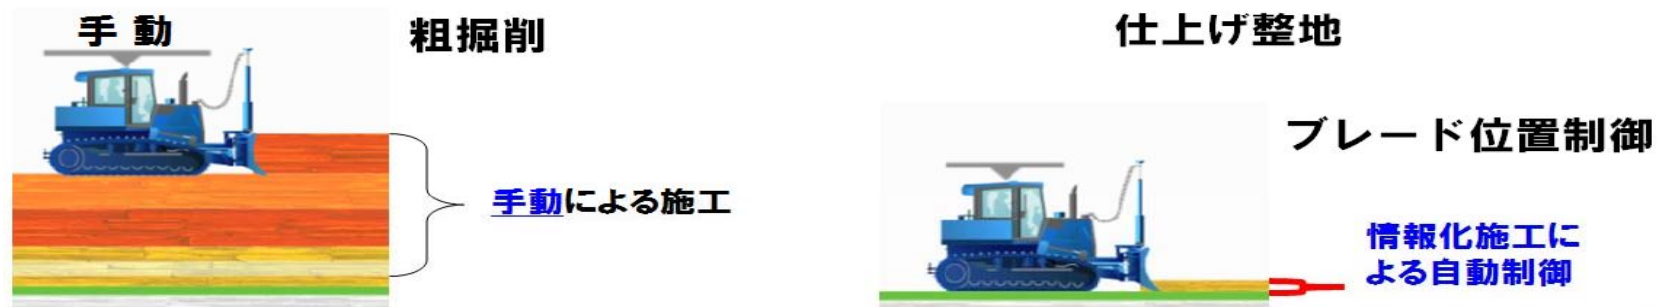 手 動
粗掘削
手動による施工
仕上げ整地
ブレード位置制御
情報化施工に
よる自動制御